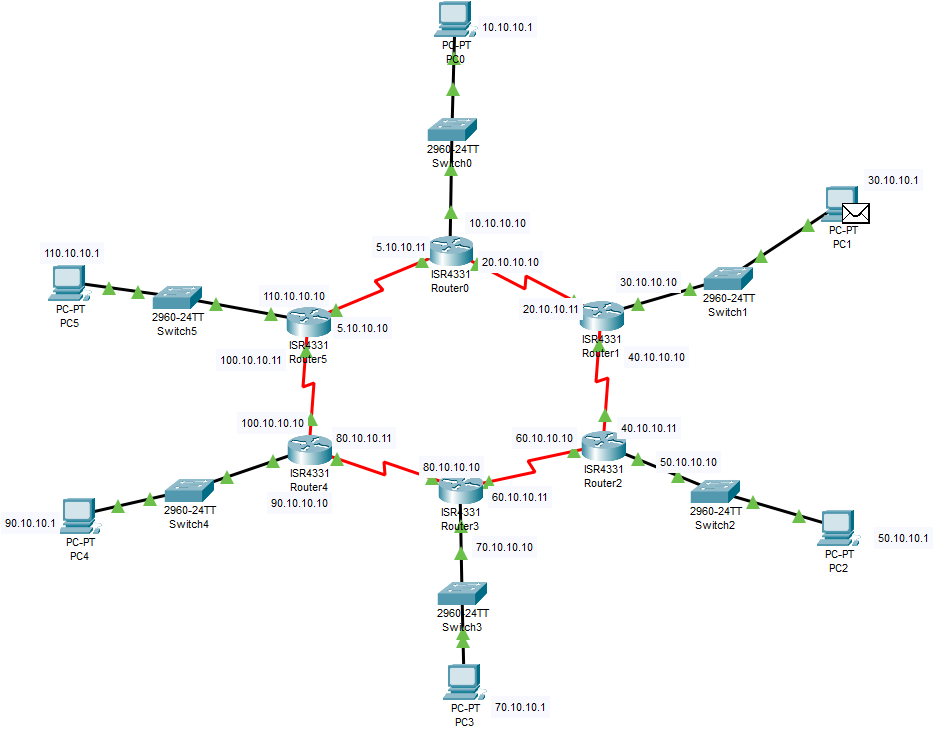 10.10.10.1
PC-PT
PC0
2960-24TT
Switch0
30.10.10.1
PC-PT
PC1
10.10.10.10
5.10.10.11
20.10.10.10
ISR4331
Router0
110.10.10.1
PC-PT
PC5
2960-24TT
Switch5
110.10.10.10
5.10.10.10
ISR4331
Router5
100.10.10.11
30.10.10.10
2960-24TT
Switch1
20.10.10.11
ISR4331
Router1
40.10.10.10
100.10.10.10
80.10.10.11
ISR4331
Router4
90.10.10.10
60.10.10.10
40.10.10.11
ISR4331
Router2
50.10.10.10
80.10.10.10
60.10.10.11
ISR4331
Router3
70.10.10.10
2960-24TT
Switch4
90.10.10.1
PC-PT
PC4
2960-24TT
Switch2
50.10.10.1
PC-PT
PC2
2960-24TT
Switch3
PC-PT
PC3
70.10.10.1